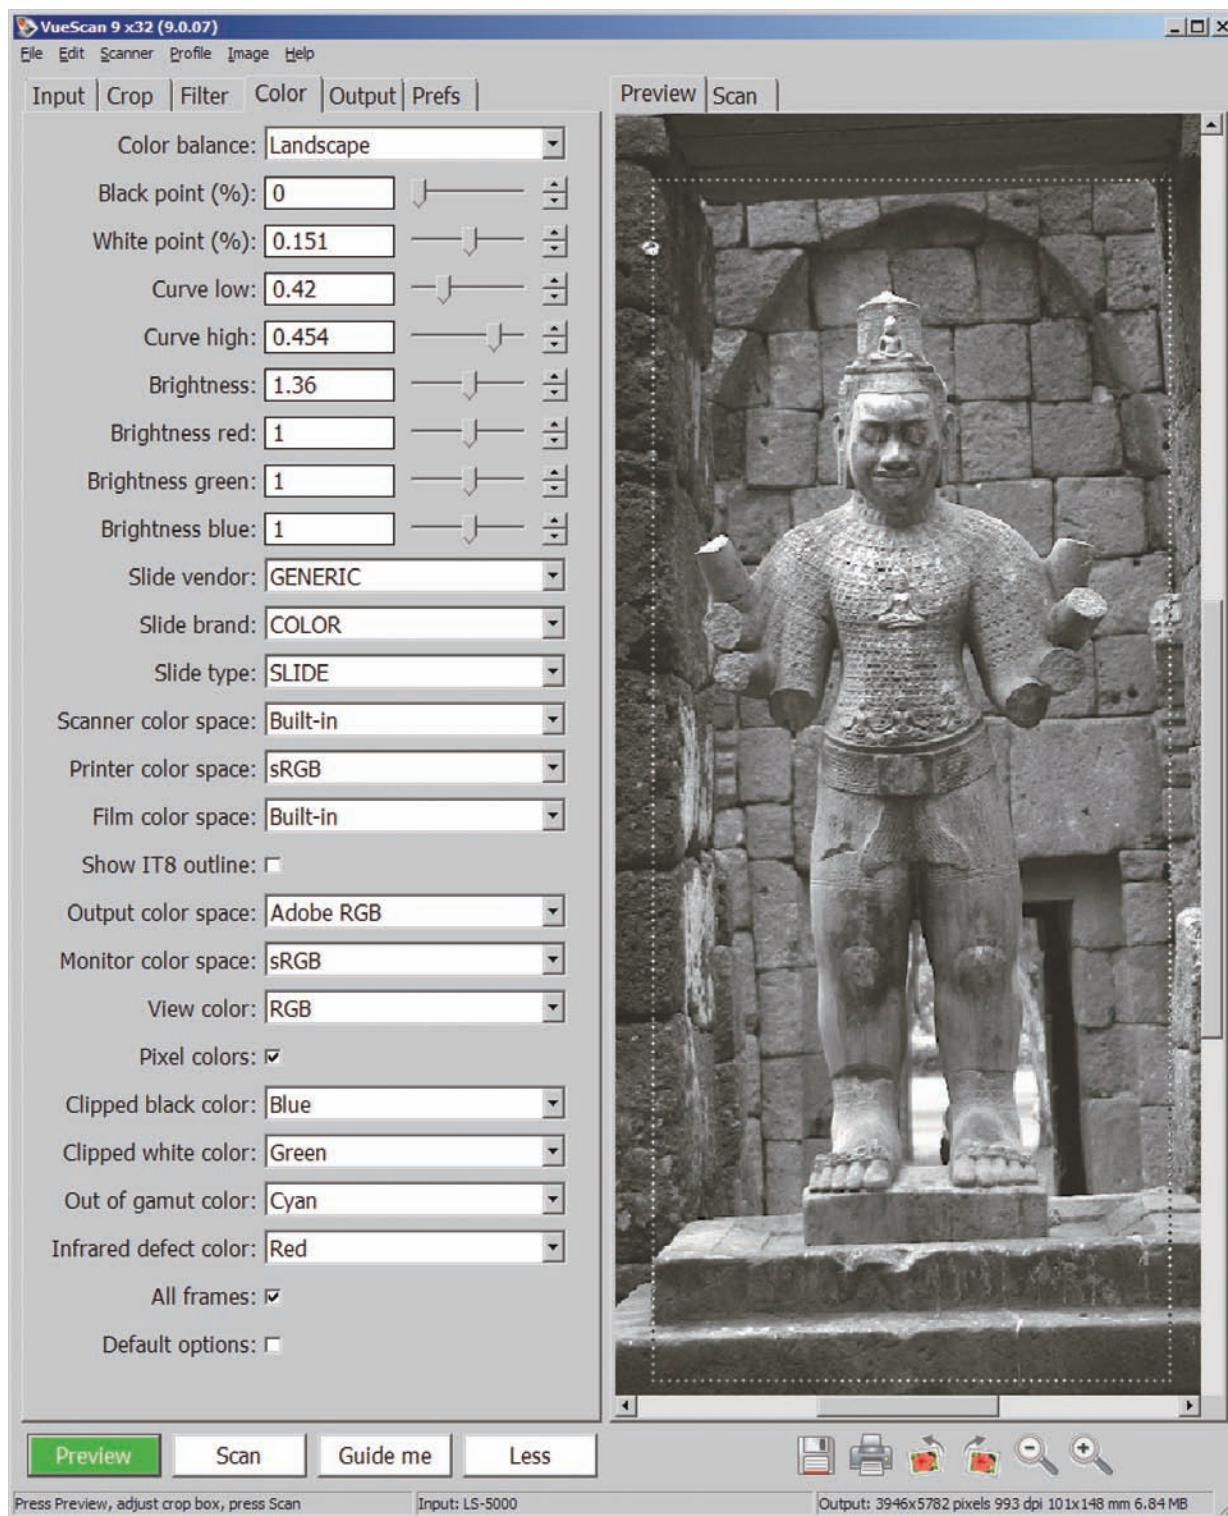 VueScan 9 x32 (9.0.07)
File Edit Scanner Profile Image Help
Input Crop Filter Color Output Prefs
Preview Scan
Color balance: Landscape
Black point (%): 0
White point (%): 0.151
Curve low: 0.42
Curve high: 0.454
Brightness: 1.36
Brightness red: 1
Brightness green: 1
Brightness blue: 1
Slide vendor: GENERIC
Slide brand: COLOR
Slide type: SLIDE
Scanner color space: Built-in
Printer color space: sRGB
Film color space: Built-in
Show IT8 outline:
Output color space: Adobe RGB
Monitor color space: sRGB
View color: RGB
Pixel colors:
Clipped black color: Blue
Clipped white color: Green
Out of gamut color: Cyan
Infrared defect color: Red
All frames:
Default options:
Preview Scan Guide me Less
Press Preview, adjust crop box, press Scan
Input: LS-5000
Output: 3946x5782 pixels 993 dpi 101x148 mm 6.84 MB